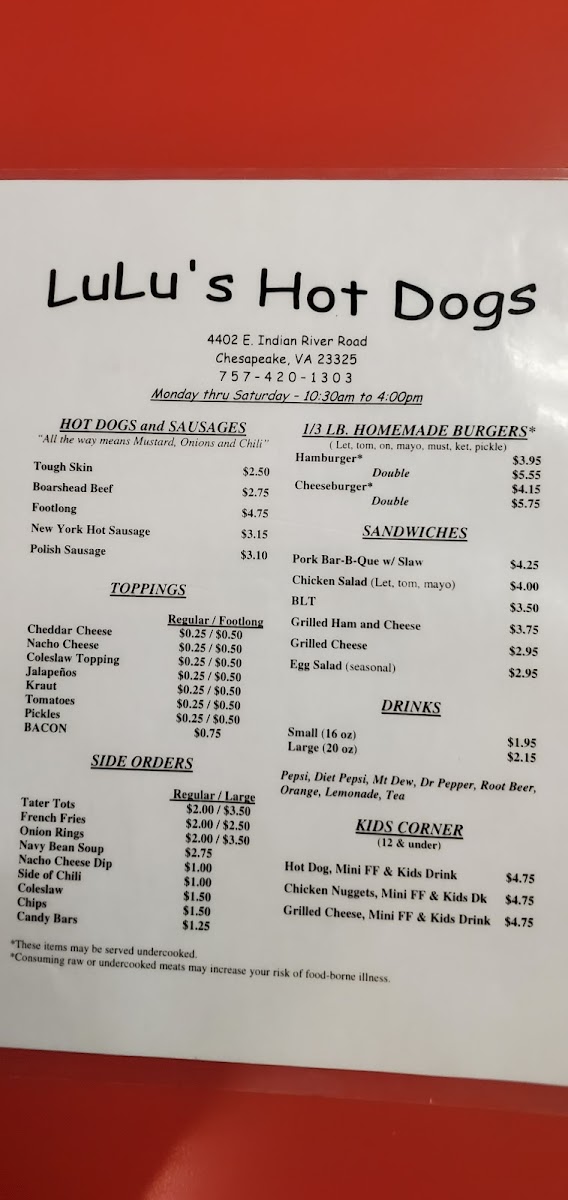 LuLu's Hot Dogs
4402 E. Indian River Road
Chesapeake, VA 23325
757-420-1303
Monday thru Saturday - 10:30am to 4:00pm
HOT DOGS and SAUSAGES
"All the way means Mustard, Onions and Chili"
Tough Skin $2.50
Boarshead Beef $2.75
Footlong $4.75
New York Hot Sausage $3.15
Polish Sausage $3.10
TOPPINGS
Regular / Footlong
Cheddar Cheese $0.25 / $0.50
Nacho Cheese $0.25 / $0.50
Coleslaw Topping $0.25 / $0.50
Jalapeños $0.25 / $0.50
Kraut $0.25 / $0.50
Tomatoes $0.25 / $0.50
Pickles $0.25 / $0.50
BACON $0.75
SIDE ORDERS
Regular / Large
Tater Tots $2.00 / $3.50
French Fries $2.00 / $2.50
Onion Rings $2.00 / $3.50
Navy Bean Soup $2.75
Nacho Cheese Dip $1.00
Side of Chili $1.00
Coleslaw $1.50
Chips $1.50
Candy Bars $1.25
1/3 LB. HOMEMADE BURGERS*
( Let, tom, on, mayo, must, ket, pickle)
Hamburger* $3.95
Double $5.55
Cheeseburger* $4.15
Double $5.75
SANDWICHES
Pork Bar-B-Que w/ Slaw $4.25
Chicken Salad (Let, tom, mayo) $4.00
BLT $3.50
Grilled Ham and Cheese $3.75
Grilled Cheese $2.95
Egg Salad (seasonal) $2.95
DRINKS
Small (16 oz) $1.95
Large (20 oz) $2.15
Pepsi, Diet Pepsi, Mt Dew, Dr Pepper, Root Beer,
Orange, Lemonade, Tea
KIDS CORNER
(12 & under)
Hot Dog, Mini FF & Kids Drink $4.75
Chicken Nuggets, Mini FF & Kids Dk $4.75
Grilled Cheese, Mini FF & Kids Drink $4.75
*These items may be served undercooked.
*Consuming raw or undercooked meats may increase your risk of food-borne illness.